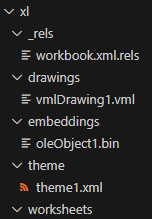 xl
_rels
workbook.xml.rels
drawings
vmlDrawing1.vml
embeddings
oleObject1.bin
theme
theme1.xml
worksheets